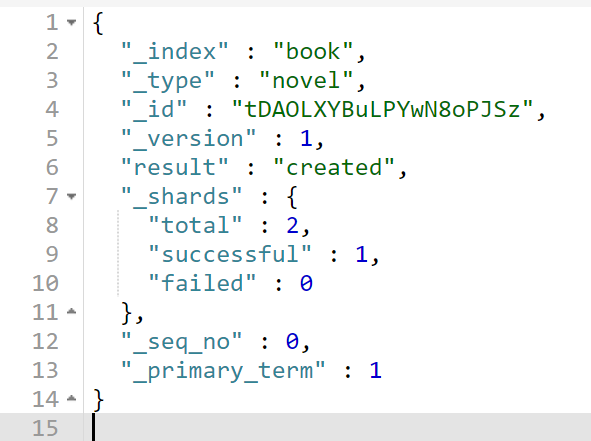 1 {
2 "_index" : "book",
3 "_type" : "novel",
4 "_id" : "tDAOLXYBuLPYwN8oPJSz",
5 "_version" : 1,
6 "result" : "created",
7 "_shards" : {
8 "total" : 2,
9 "successful" : 1,
10 "failed" : 0
11 },
12 "_seq_no" : 0,
13 "_primary_term" : 1
14 }
15